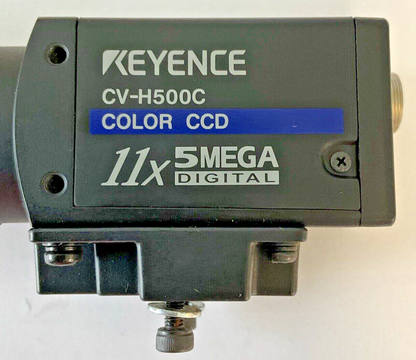 KEYENCE
CV-H500C
COLOR CCD
11x 5MEGA
DIGITAL